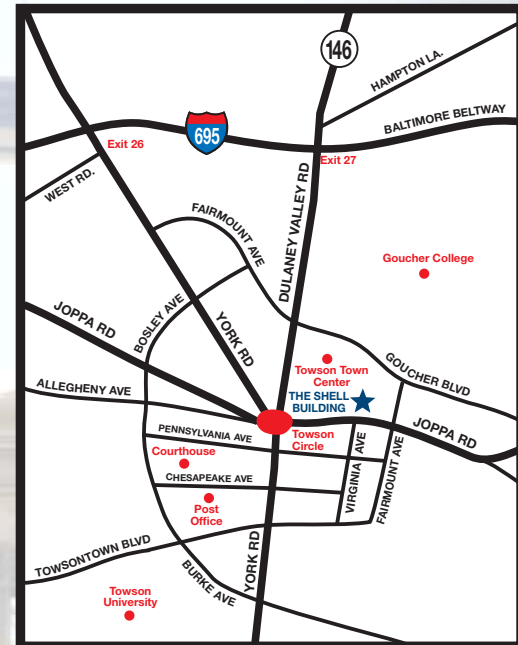 146
HAMPTON LA.
BALTIMORE BELTWAY
695
Exit 26
Exit 27
WEST RD.
FAIRMOUNT AVE
DULANEY VALLEY RD
Goucher College
BOSLEY AVE
JOPPA RD
YORK RD
Towson Town
Center
GOUCHER BLVD
ALLEGHENY AVE
THE SHELL
BUILDING
JOPPA RD
PENNSYLVANIA AVE
Towson
Circle
Courthouse
VIRGINIA AVE
FAIRMOUNT AVE
CHESAPEAKE AVE
Post
Office
TOWSONTOWN BLVD
YORK RD
BURKE AVE
Towson
University